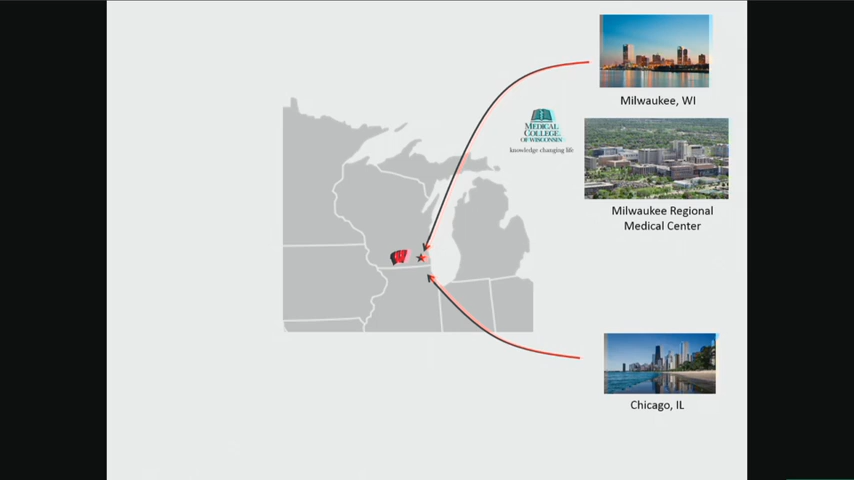 Milwaukee, WI
MEDICAL
COLLEGE
OF WISCONSIN
knowledge changing life
Milwaukee Regional
Medical Center
W
Chicago, IL